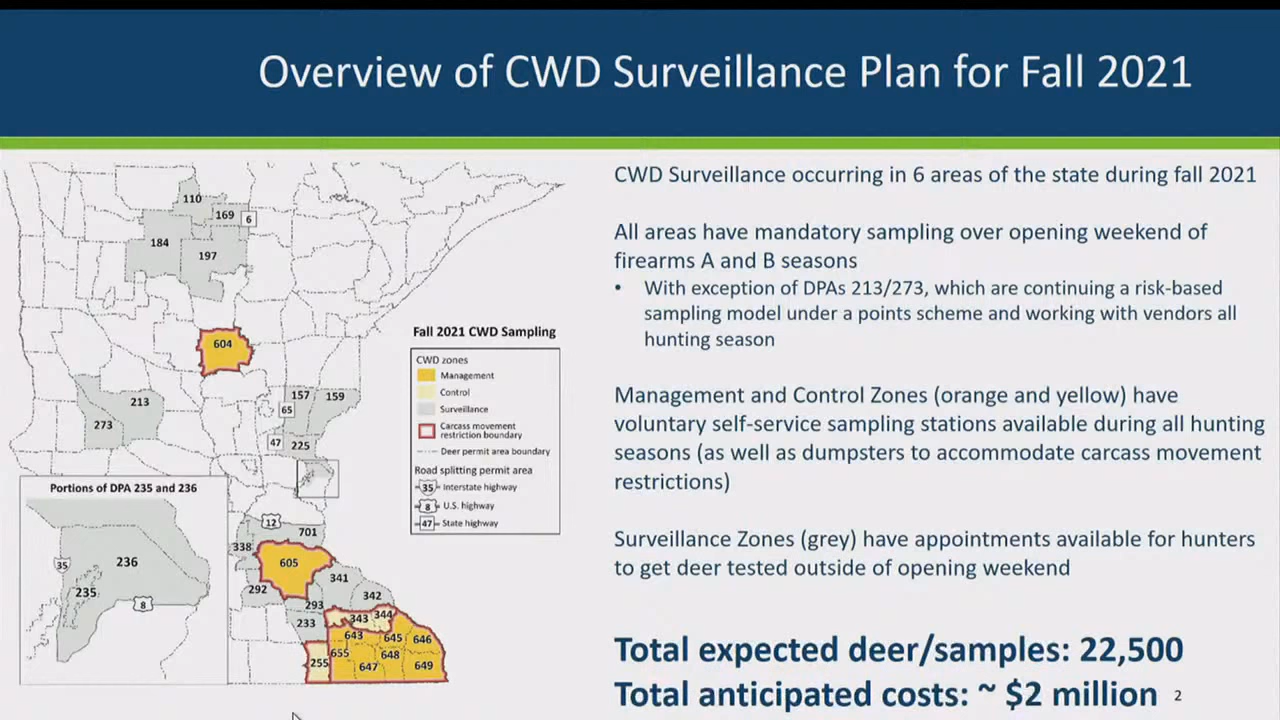 Overview of CWD Surveillance Plan for Fall 2021
110
169
6
184
197
604
213
273
157
159
65
47
225
Portions of DPA 235 and 236
35
236
235
8
12
701
338
605
341
292
342
293
233
343
344
643
645
646
655
648
255
647
649
Fall 2021 CWD Sampling
CWD zones
Management
Control
Surveillance
Carcass movement
restriction boundary
Deer permit area boundary
Road splitting permit area
35 Interstate highway
8 U.S. highway
47 State highway
CWD Surveillance occurring in 6 areas of the state during fall 2021
All areas have mandatory sampling over opening weekend of
firearms A and B seasons
• With exception of DPAs 213/273, which are continuing a risk-based
sampling model under a points scheme and working with vendors all
hunting season
Management and Control Zones (orange and yellow) have
voluntary self-service sampling stations available during all hunting
seasons (as well as dumpsters to accommodate carcass movement
restrictions)
Surveillance Zones (grey) have appointments available for hunters
to get deer tested outside of opening weekend
Total expected deer/samples: 22,500
Total anticipated costs: ~ $2 million
2